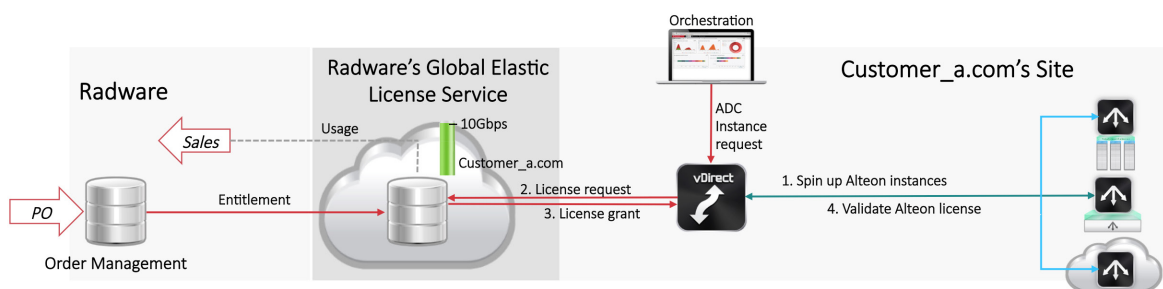 Orchestration
Radware
Radware's Global Elastic
License Service
Customer_a.com's Site
Sales
Usage
10Gbps
Customer_a.com
ADC
Instance
request
PO
Entitlement
Order Management
2. License request
3. License grant
vDirect
1. Spin up Alteon instances
4. Validate Alteon license